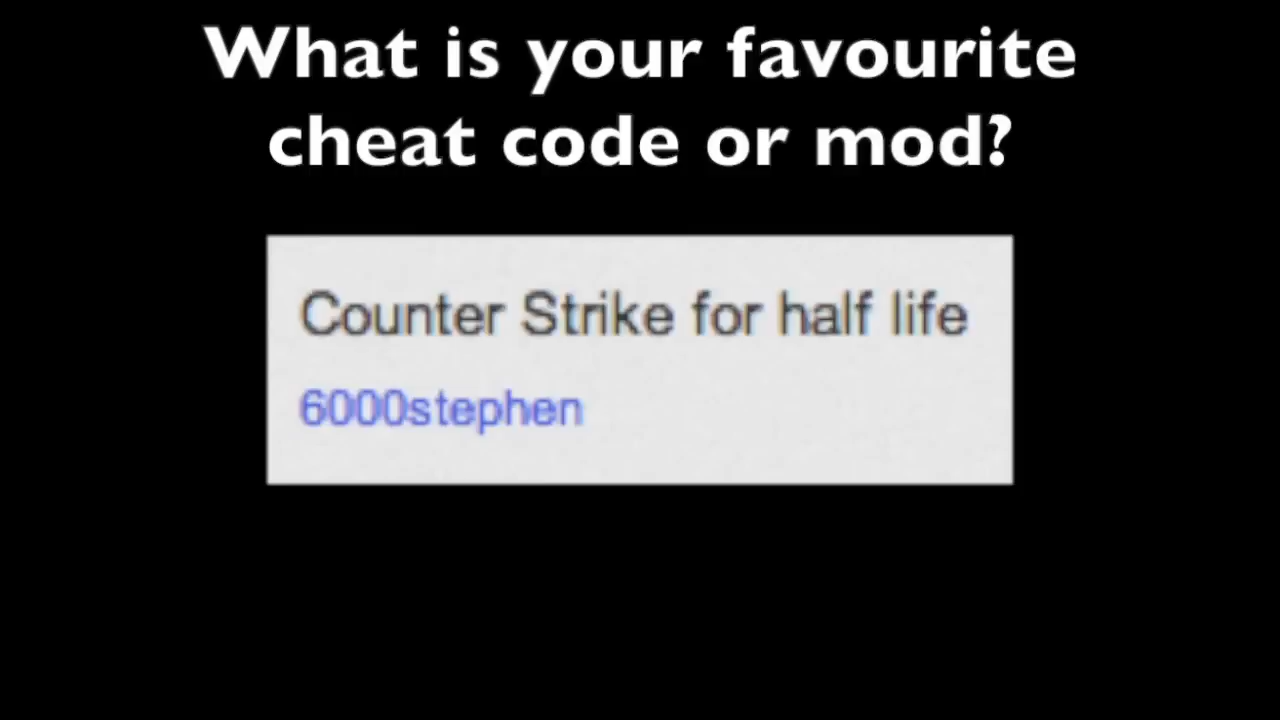 What is your favourite
cheat code or mod?
Counter Strike for half life
6000stephen